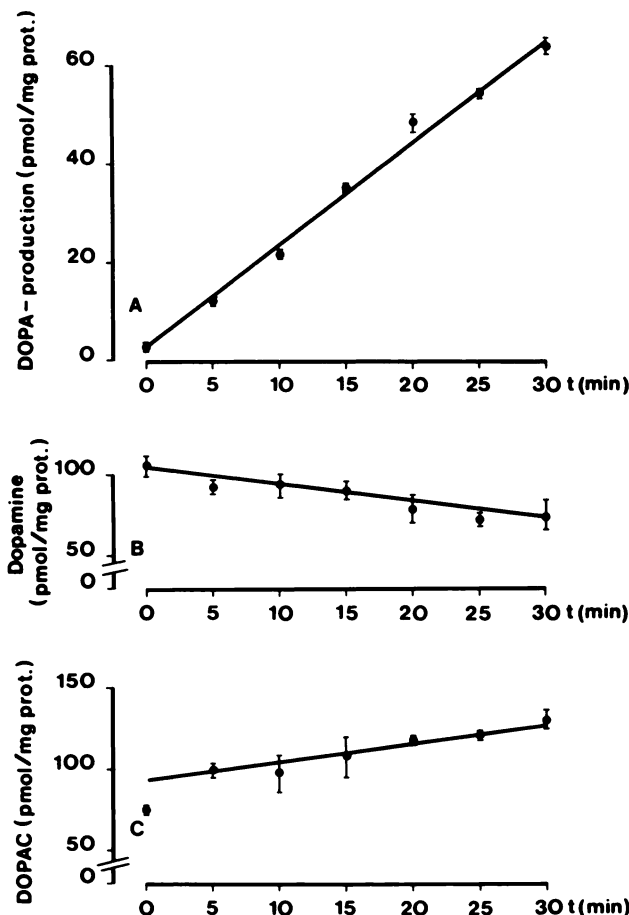 DOPA-production (pmol/mg prot.)
60
40
20
0
A
0 5 10 15 20 25 30 t (min)
Dopamine
(pmol/mg prot.)
100
50
0
B
0 5 10 15 20 25 30 t (min)
DOPAC (pmol/mg prot.)
150
100
50
0
C
0 5 10 15 20 25 30 t (min)